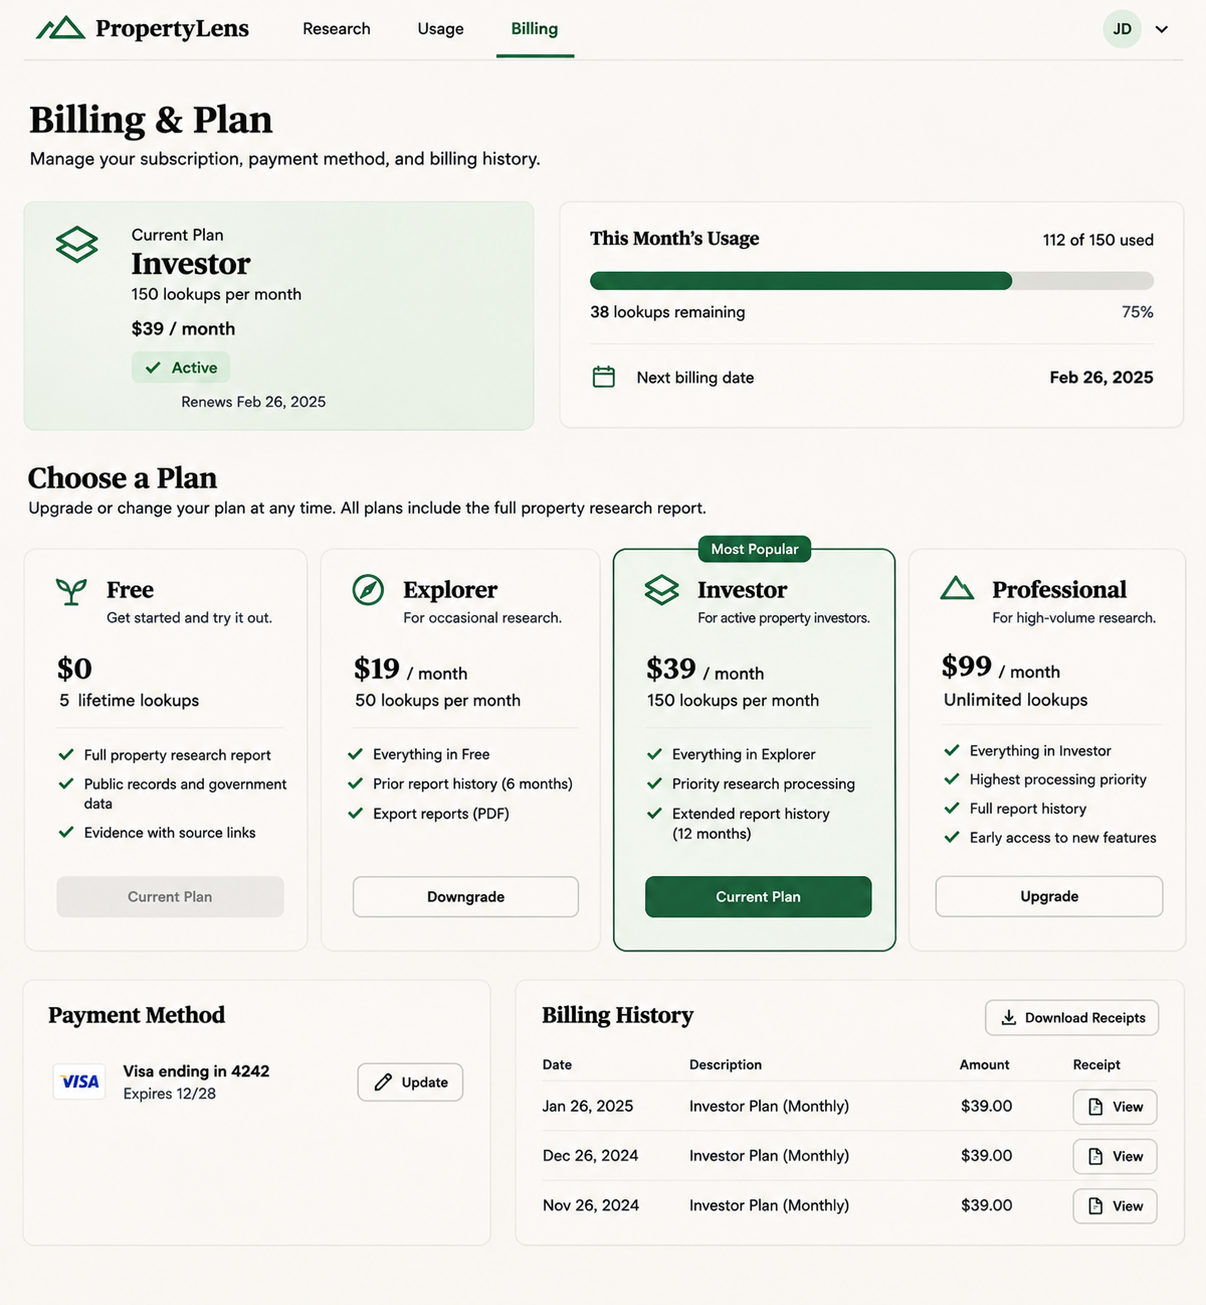 PropertyLens Research Usage Billing JD
Billing & Plan
Manage your subscription, payment method, and billing history.
Current Plan
Investor
150 lookups per month
$39 / month
Active
Renews Feb 26, 2025
This Month's Usage 112 of 150 used
38 lookups remaining 75%
Next billing date Feb 26, 2025
Choose a Plan
Upgrade or change your plan at any time. All plans include the full property research report.
Free
Get started and try it out.
$0
5 lifetime lookups
Full property research report
Public records and government
data
Evidence with source links
Current Plan
Explorer
For occasional research.
$19 / month
50 lookups per month
Everything in Free
Prior report history (6 months)
Export reports (PDF)
Downgrade
Most Popular
Investor
For active property investors.
$39 / month
150 lookups per month
Everything in Explorer
Priority research processing
Extended report history
(12 months)
Current Plan
Professional
For high-volume research.
$99 / month
Unlimited lookups
Everything in Investor
Highest processing priority
Full report history
Early access to new features
Upgrade
Payment Method
VISA
Visa ending in 4242
Expires 12/28
Update
Billing History Download Receipts
Date Description Amount Receipt
Jan 26, 2025 Investor Plan (Monthly) $39.00 View
Dec 26, 2024 Investor Plan (Monthly) $39.00 View
Nov 26, 2024 Investor Plan (Monthly) $39.00 View